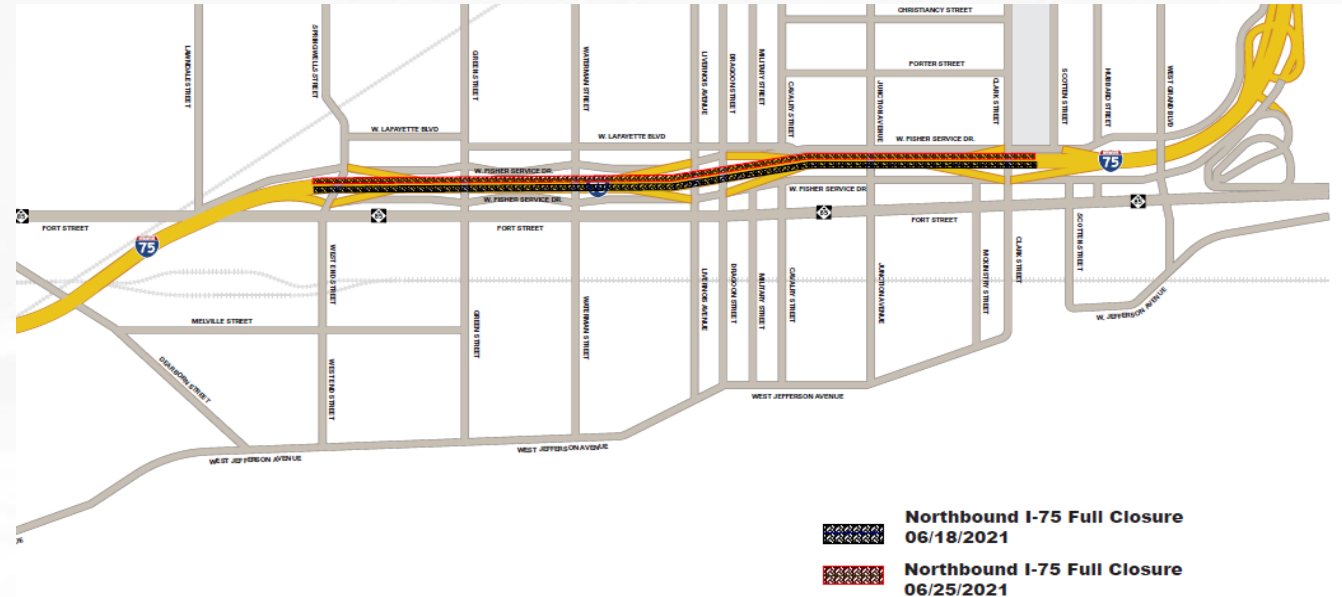 CHRISTIANCY STREET
LAWNDALE STREET
SPRINGWELLS STREET
GREEN STREET
WATERMAN STREET
LIVERNOIS AVENUE
DRAGOON STREET
MILITARY STREET
CAVALRY STREET
PORTER STREET
JUNCTION AVENUE
CLARK STREET
SCOTTEN STREET
HUBBARD STREET
WEST GRAND BLVD
W. LAFAYETTE BLVD
W. LAFAYETTE BLVD
W. FISHER SERVICE DR.
75
W. FISHER SERVICE DR.
W. FISHER SERVICE DR
W. FISHER SERVICE DR.
85
85
85
FORT STREET
FORT STREET
FORT STREET
75
WEST END STREET
LIVERNOIS AVENUE
DRAGOON STREET
MILITARY STREET
CAVALRY STREET
JUNCTION AVENUE
MCKINSTRY STREET
CLARK STREET
SCOTTEN STREET
W. JEFFERSON AVENUE
MELVILLE STREET
GREEN STREET
WATERMAN STREET
DEARBORN STREET
WEST END STREET
WEST JEFFERSON AVENUE
WEST JEFFERSON AVENUE
WEST JEFFERSON AVENUE
Northbound I-75 Full Closure
06/18/2021
Northbound I-75 Full Closure
06/25/2021